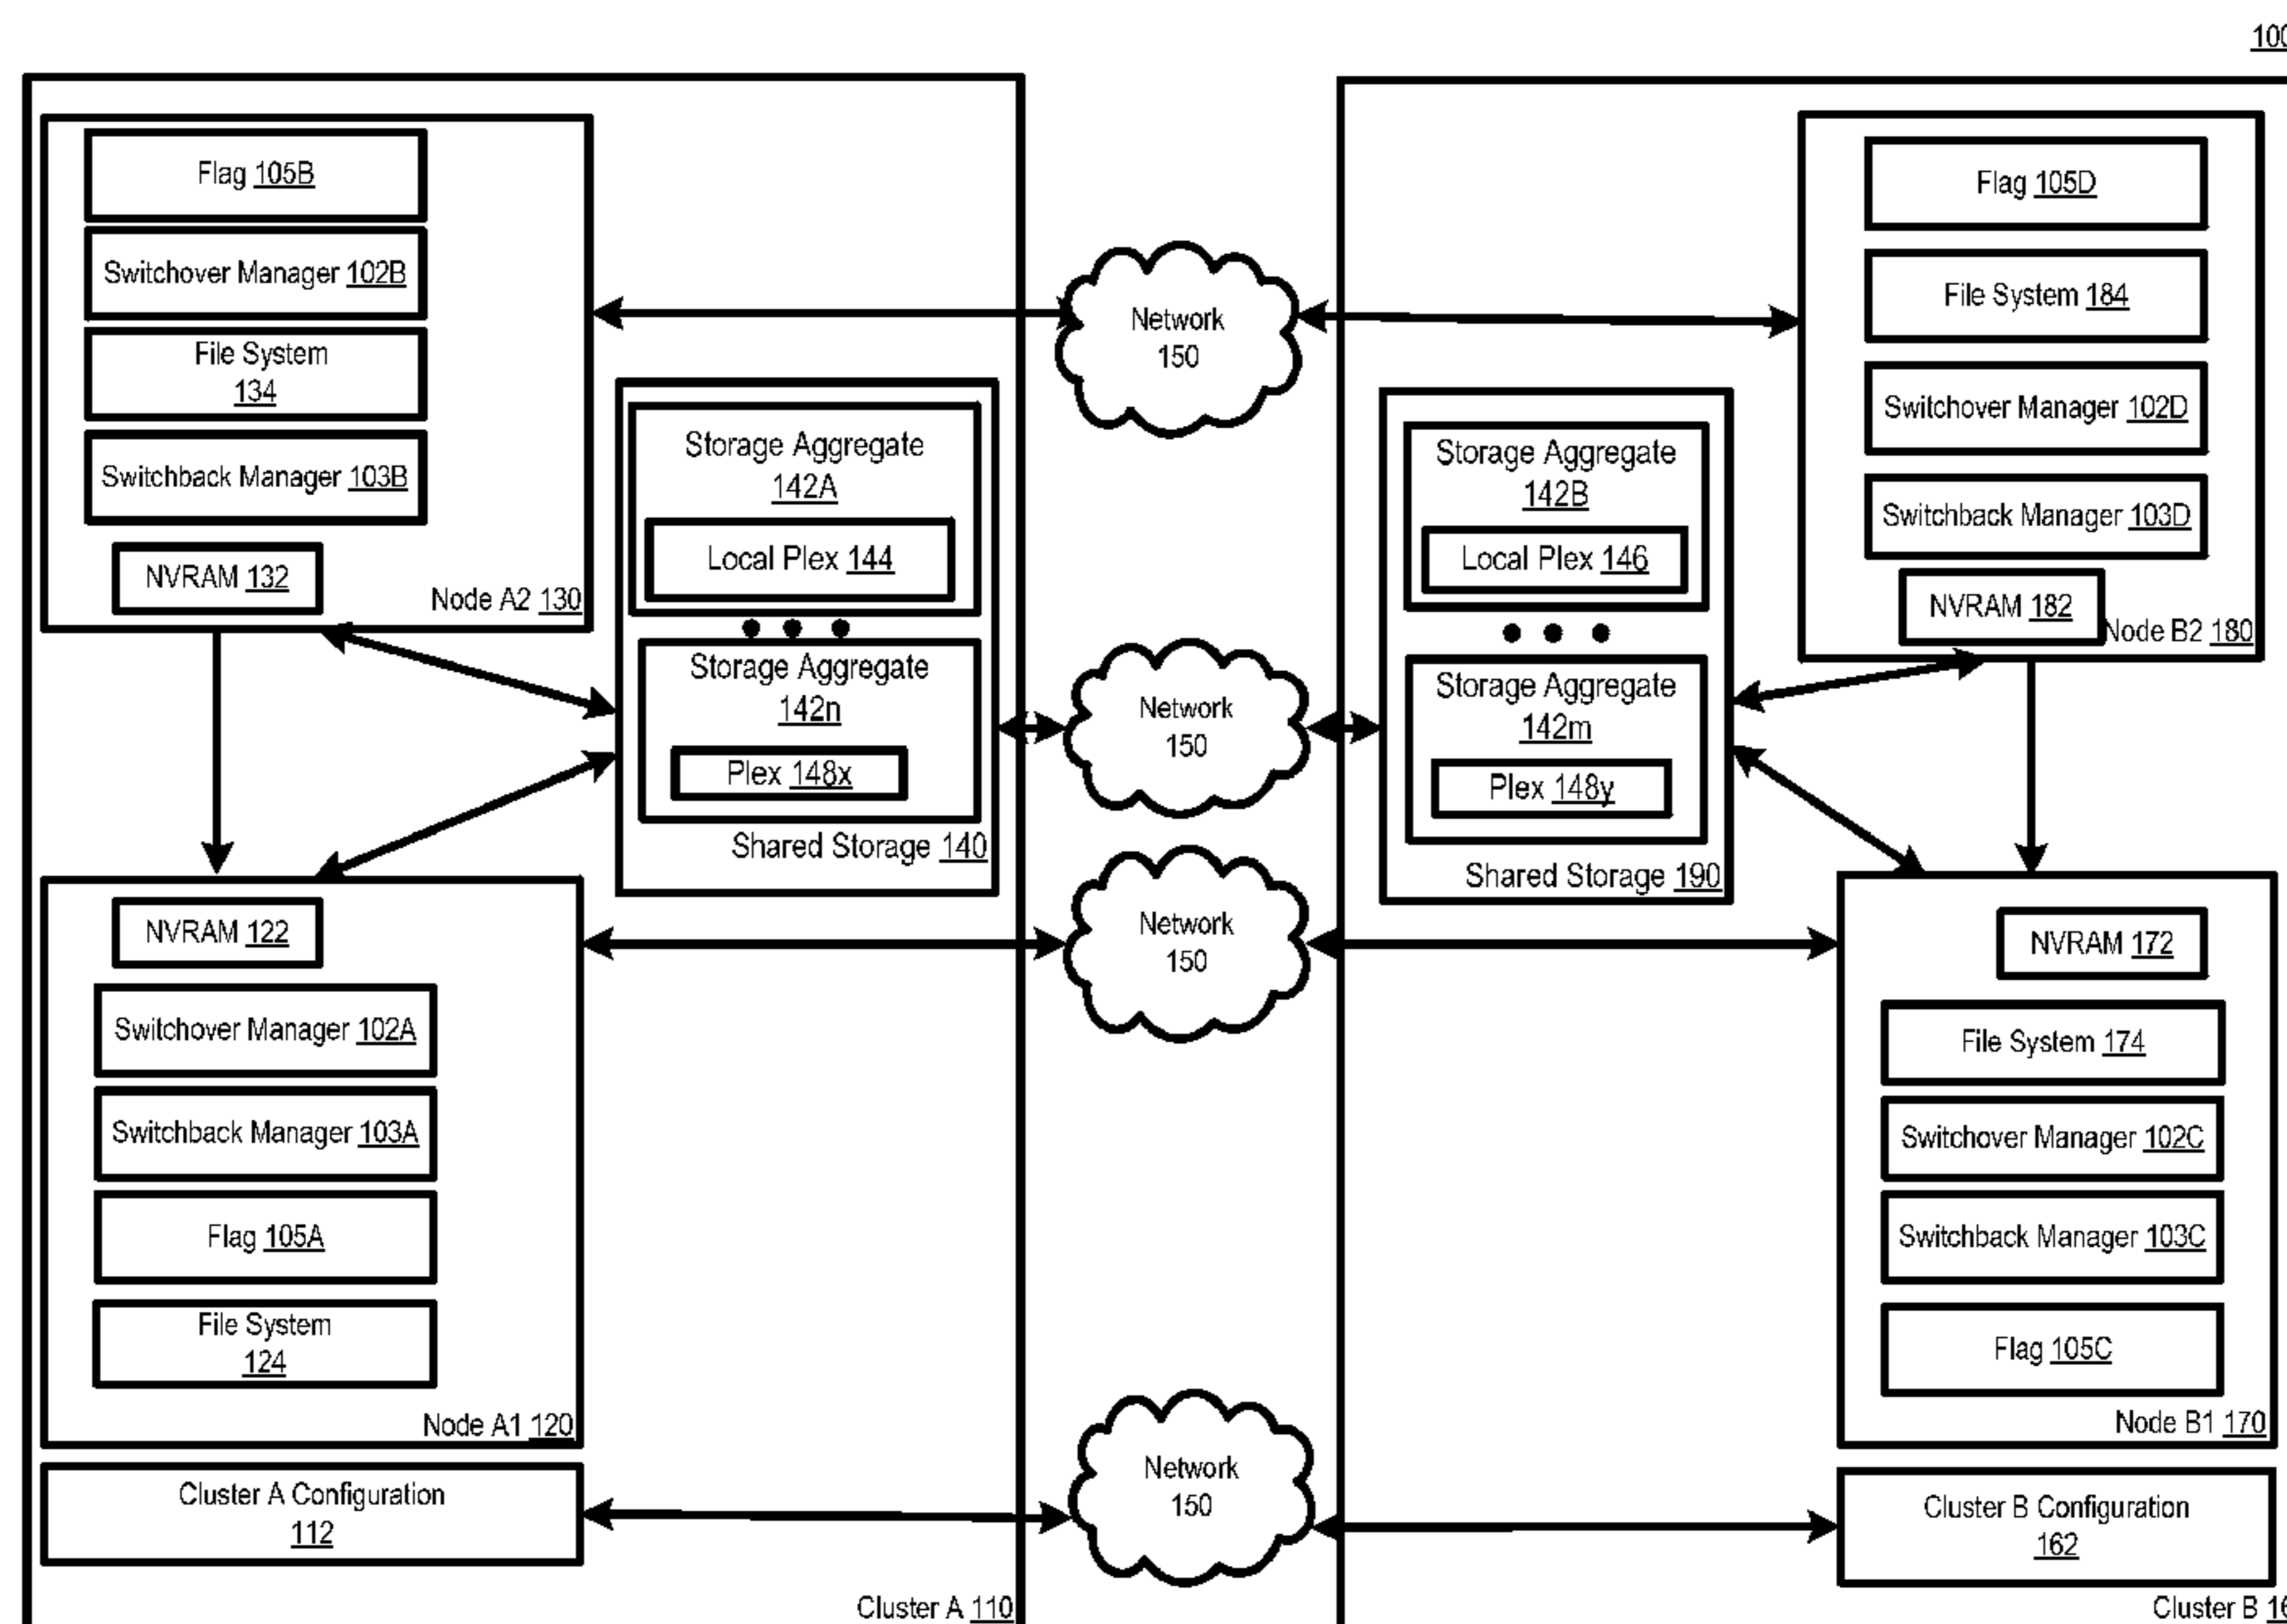 100
Flag 105B
Switchover Manager 102B
File System
134
Switchback Manager 103B
NVRAM 132
Node A2 130
Storage Aggregate
142A
Local Plex 144
Storage Aggregate
142n
Plex 148x
Shared Storage 140
NVRAM 122
Switchover Manager 102A
Switchback Manager 103A
Flag 105A
File System
124
Node A1 120
Cluster A Configuration
112
Cluster A 110
Network
150
Network
150
Network
150
Network
150
Storage Aggregate
142B
Local Plex 146
Storage Aggregate
142m
Plex 148y
Shared Storage 190
Flag 105D
File System 184
Switchover Manager 102D
Switchback Manager 103D
NVRAM 182
Node B2 180
NVRAM 172
File System 174
Switchover Manager 102C
Switchback Manager 103C
Flag 105C
Node B1 170
Cluster B Configuration
162
Cluster B